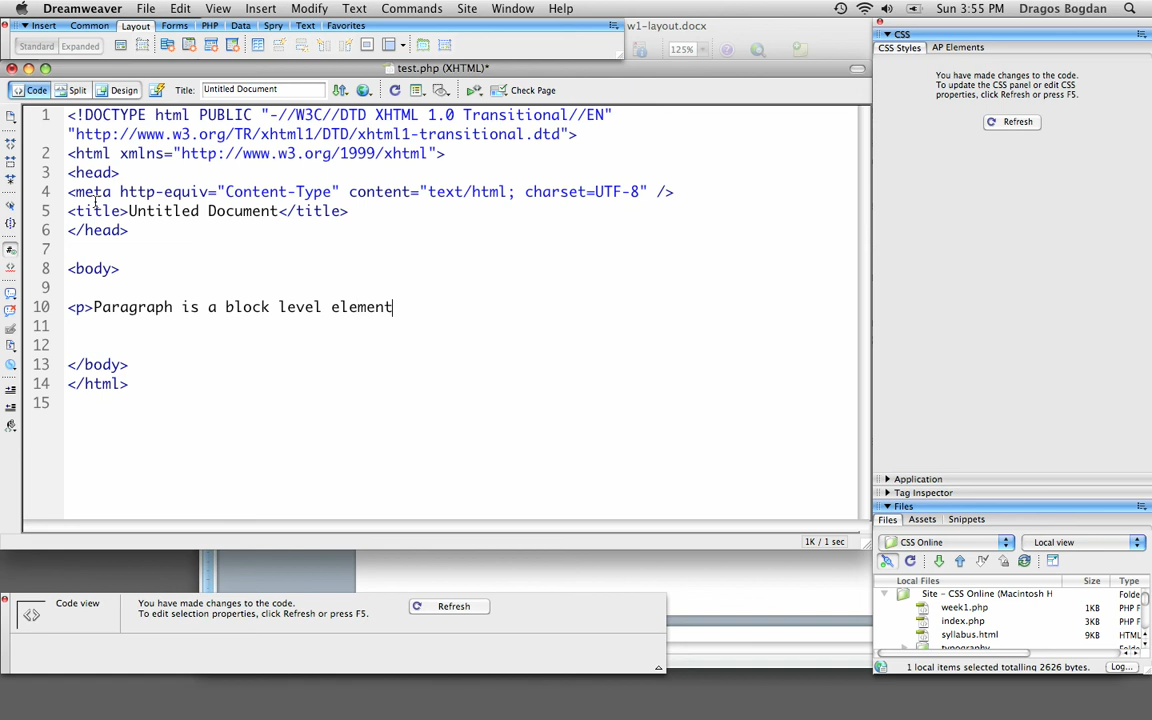 Dreamweaver File Edit View Insert Modify Text Commands Site Window Help Sun 3:55 PM Dragos Bogdan
Insert Common Layout Forms PHP Data Spry Text Favorites
w1-layout.docx
Standard Expanded
125%
test.php (XHTML)*
Code Split Design Title: Untitled Document Check Page
1 <!DOCTYPE html PUBLIC "-//W3C//DTD XHTML 1.0 Transitional//EN"
"http://www.w3.org/TR/xhtml1/DTD/xhtml1-transitional.dtd">
2 <html xmlns="http://www.w3.org/1999/xhtml">
3 <head>
4 <meta http-equiv="Content-Type" content="text/html; charset=UTF-8" />
5 <title>Untitled Document</title>
6 </head>
7
8 <body>
9
10 <p>Paragraph is a block level element
11
12
13 </body>
14 </html>
15
1K / 1 sec
Code view
You have made changes to the code.
To edit selection properties, click Refresh or press F5.
Refresh
CSS
CSS Styles AP Elements
You have made changes to the code.
To update the CSS panel or edit CSS
properties, click Refresh or press F5.
Refresh
Application
Tag Inspector
Files
Files Assets Snippets
CSS Online Local view
Local Files Size Type
Site - CSS Online (Macintosh H Folde
week1.php 1KB PHP F
index.php 3KB PHP F
syllabus.html 9KB HTML
typography Folde
1 local items selected totalling 2626 bytes. Log...